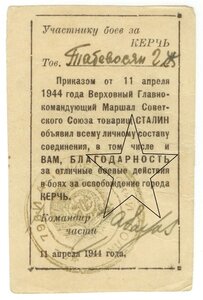 Участнику боев за
КЕРЧЬ
Тов. Татевосян
Приказом от 11 апреля
1944 года Верховный Главно-
командующий Маршал Совет-
ского Союза товарищ СТАЛИН
объявил всему личному составу
соединения, в том числе и
ВАМ, БЛАГОДАРНОСТЬ
за отличные боевые действия
в боях за освобождение города
КЕРЧЬ.
Командир
части
11 апреля 1944 года.